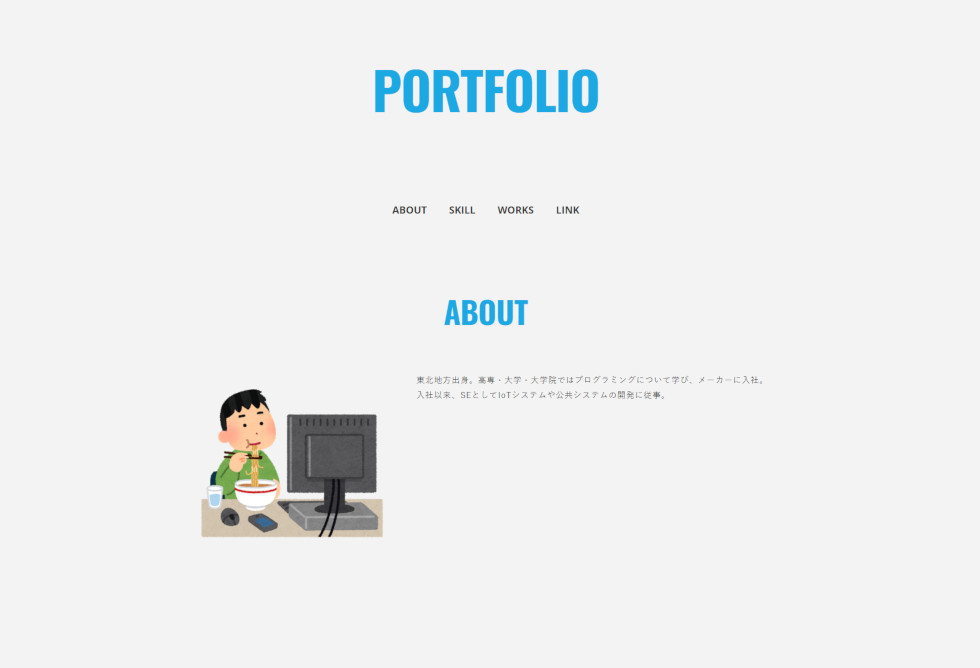 PORTFOLIO
ABOUT SKILL WORKS LINK
ABOUT
東北地方出身。高専・大学・大学院ではプログラミングについて学び、メーカーに入社。
入社以来、SEとしてIoTシステムや公共システムの開発に従事。